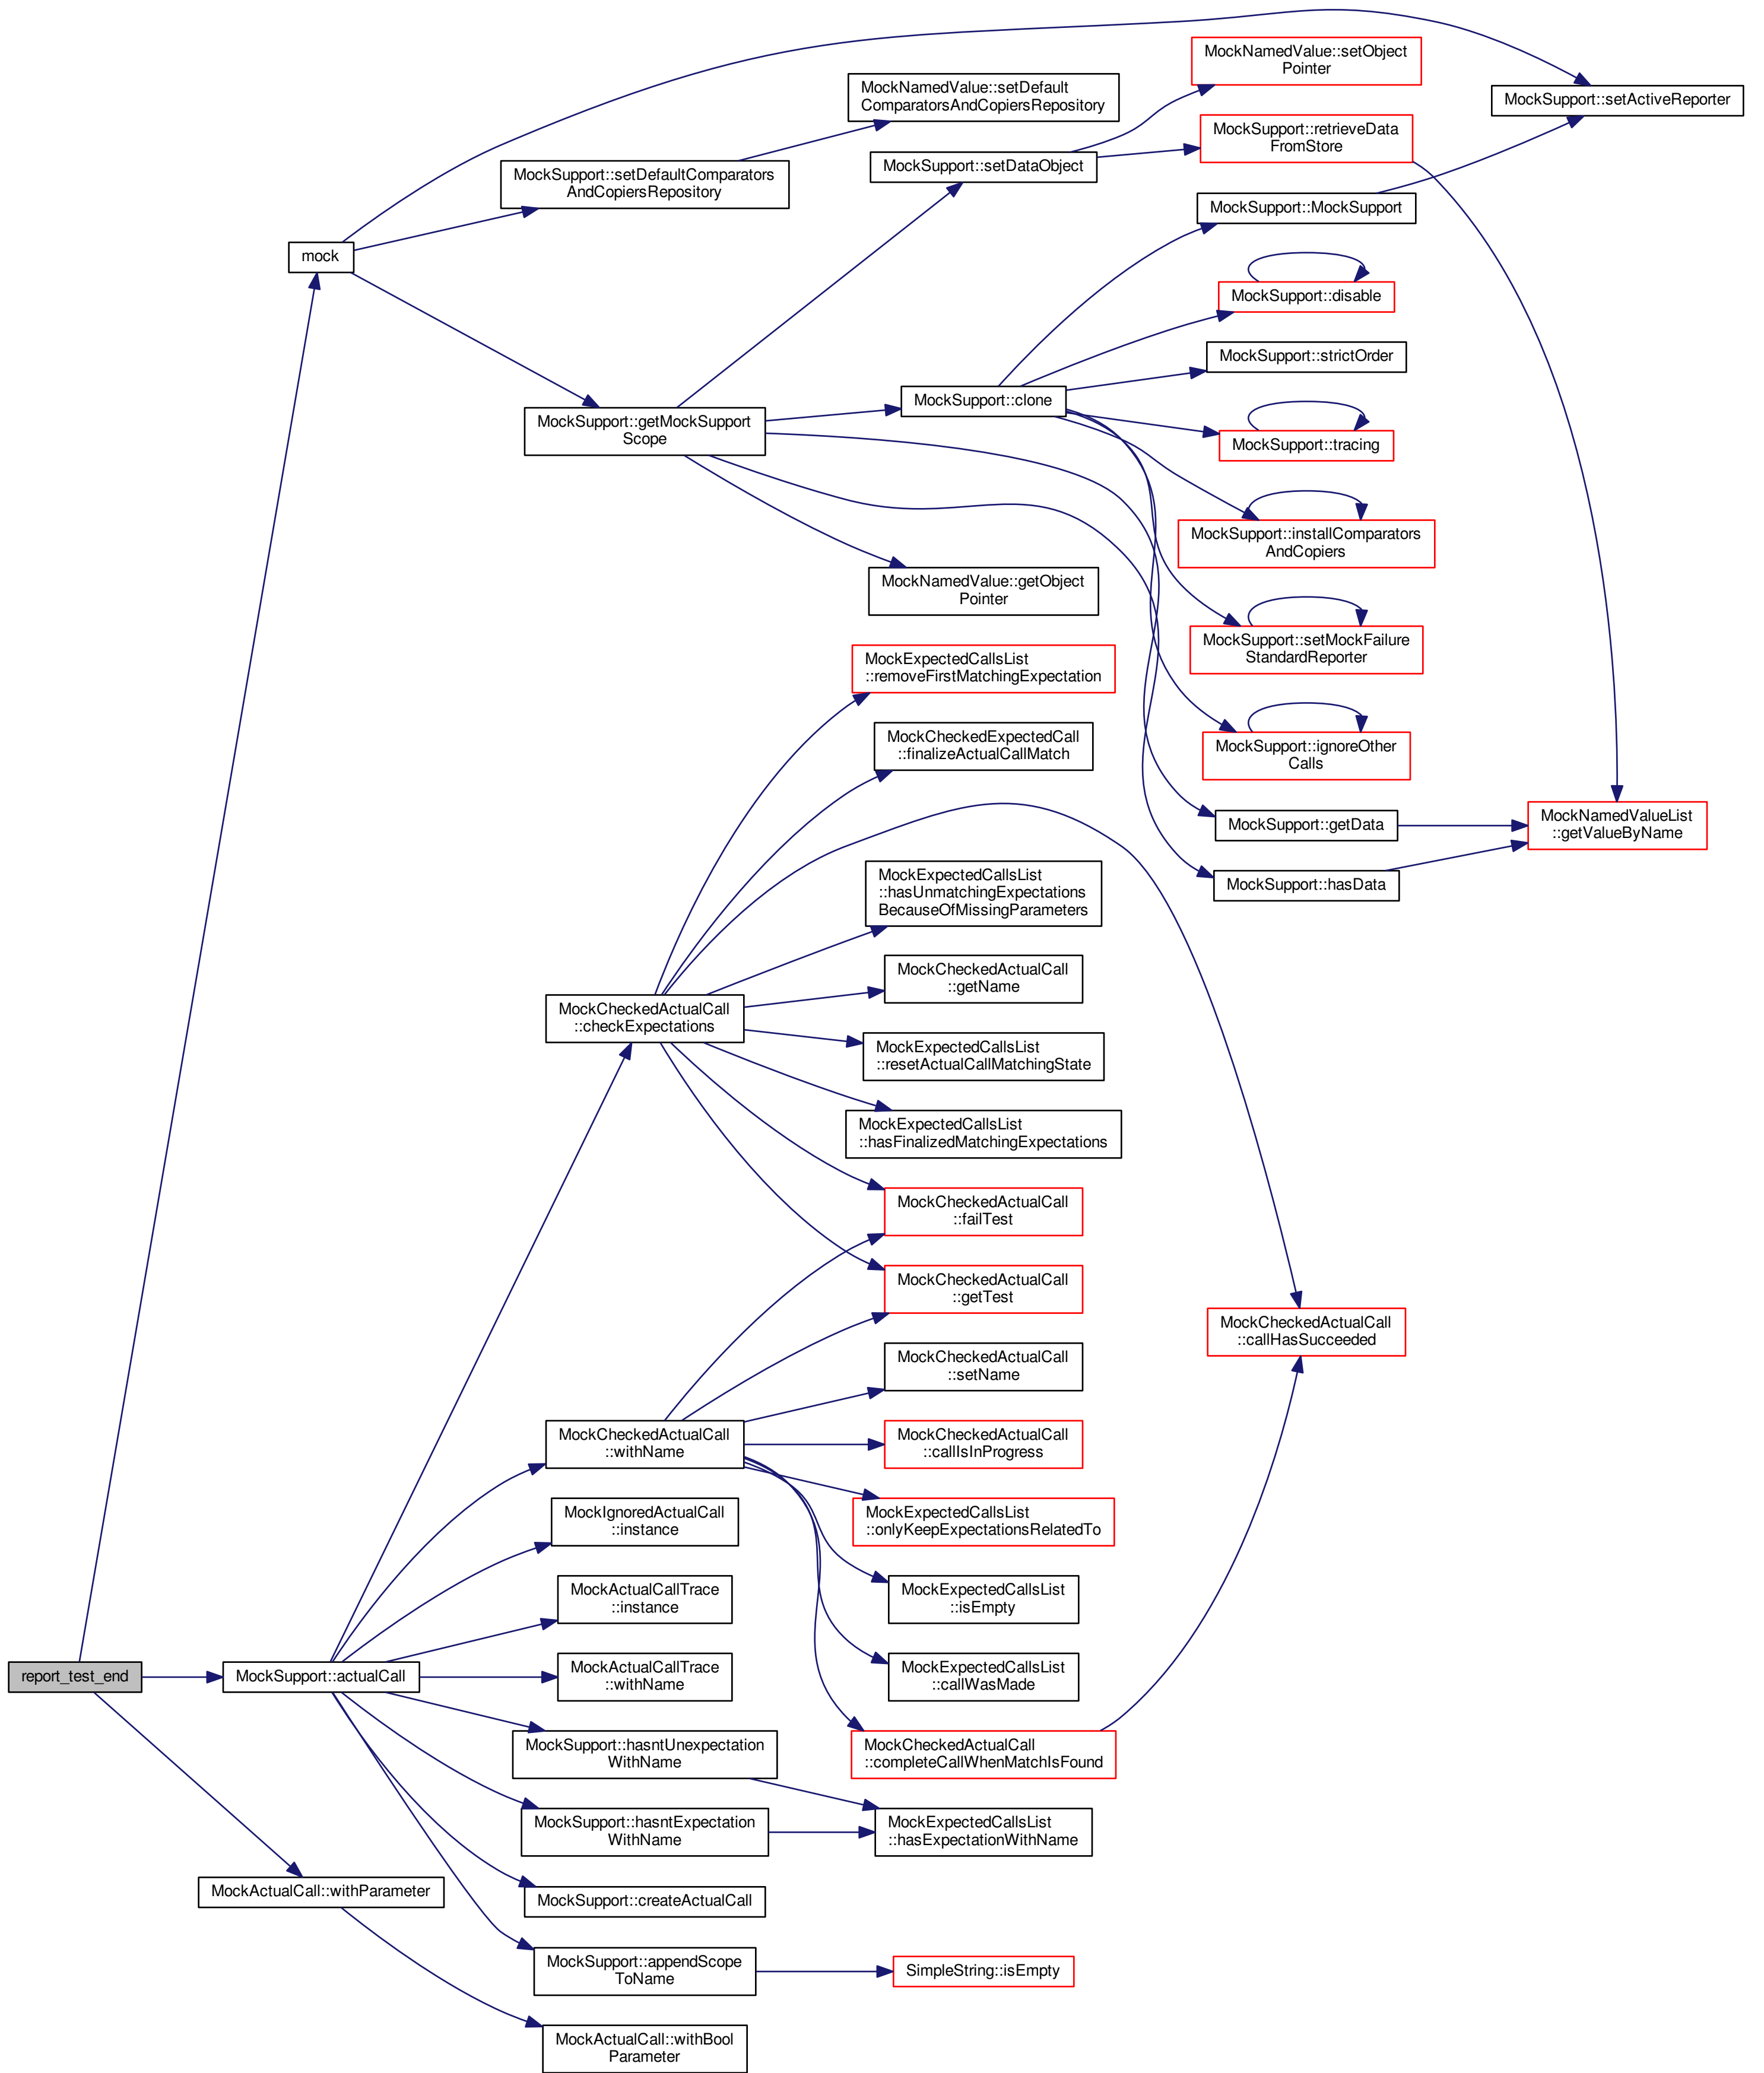 MockNamedValue::setObject
Pointer
MockNamedValue::setDefault
ComparatorsAndCopiersRepository
MockSupport::setActiveReporter
MockSupport::retrieveData
FromStore
MockSupport::setDataObject
MockSupport::setDefaultComparators
AndCopiersRepository
MockSupport::MockSupport
mock
MockSupport::disable
MockSupport::strictOrder
MockSupport::clone
MockSupport::getMockSupport
Scope
MockSupport::tracing
MockSupport::installComparators
AndCopiers
MockNamedValue::getObject
Pointer
MockSupport::setMockFailure
StandardReporter
MockExpectedCallsList
::removeFirstMatchingExpectation
MockCheckedExpectedCall
::finalizeActualCallMatch
MockSupport::ignoreOther
Calls
MockSupport::getData
MockNamedValueList
::getValueByName
MockSupport::hasData
MockExpectedCallsList
::hasUnmatchingExpectations
BecauseOfMissingParameters
MockCheckedActualCall
::getName
MockCheckedActualCall
::checkExpectations
MockExpectedCallsList
::resetActualCallMatchingState
MockExpectedCallsList
::hasFinalizedMatchingExpectations
MockCheckedActualCall
::failTest
MockCheckedActualCall
::getTest
MockCheckedActualCall
::callHasSucceeded
MockCheckedActualCall
::setName
MockCheckedActualCall
::withName
MockCheckedActualCall
::callIsInProgress
MockIgnoredActualCall
::instance
MockExpectedCallsList
::onlyKeepExpectationsRelatedTo
MockActualCallTrace
::instance
MockExpectedCallsList
::isEmpty
report_test_end
MockSupport::actualCall
MockActualCallTrace
::withName
MockExpectedCallsList
::callWasMade
MockSupport::hasntUnexpectation
WithName
MockCheckedActualCall
::completeCallWhenMatchIsFound
MockSupport::hasntExpectation
WithName
MockExpectedCallsList
::hasExpectationWithName
MockActualCall::withParameter
MockSupport::createActualCall
MockSupport::appendScope
ToName
SimpleString::isEmpty
MockActualCall::withBool
Parameter